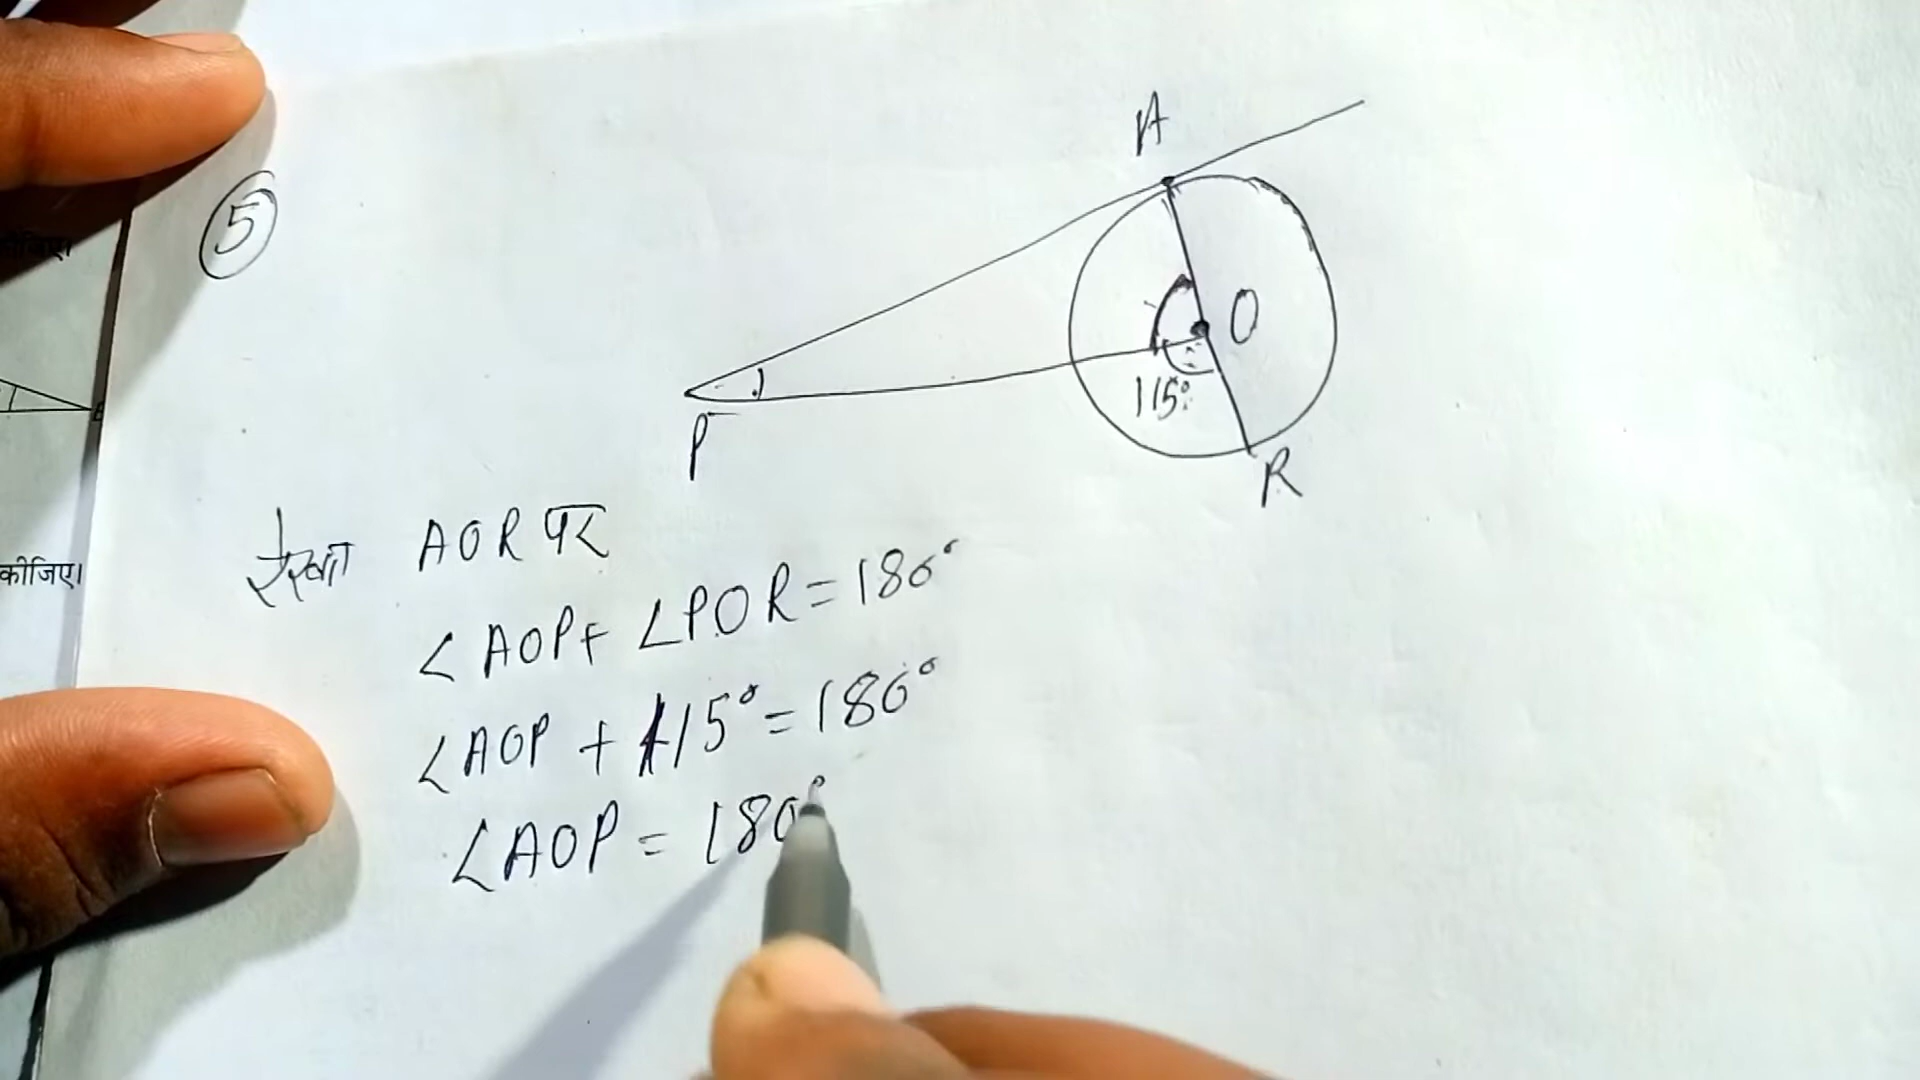 5
A
O
115°
P
R
रेखा AOR पर
∠AOP+ ∠POR = 180°
∠AOP + 115° = 180°
∠AOP = 180°
कीजिए।